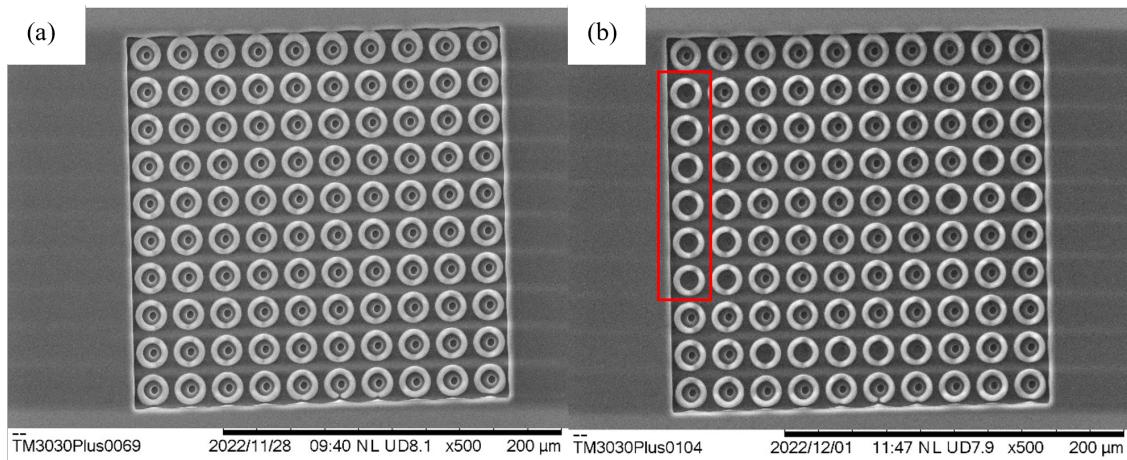 (a)
(b)
TM3030Plus0069 2022/11/28 09:40 NL UD8.1 x500 200 μm
TM3030Plus0104 2022/12/01 11:47 NL UD7.9 x500 200 μm